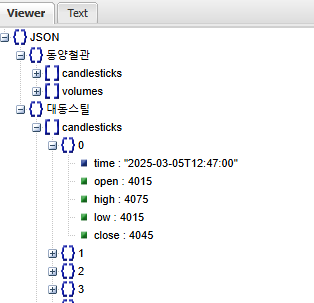 Viewer Text
JSON
동양철관
candlesticks
volumes
대동스틸
candlesticks
0
time : "2025-03-05T12:47:00"
open : 4015
high : 4075
low : 4015
close : 4045
1
2
3